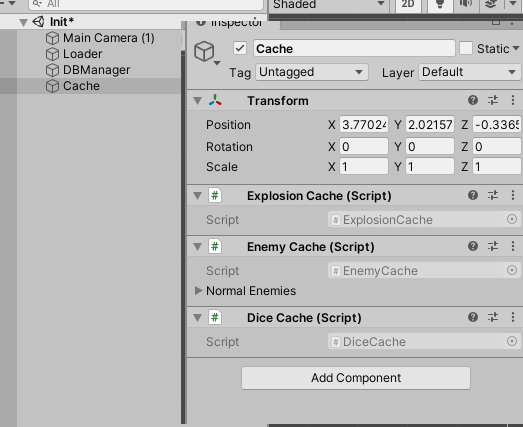 All
Shaded
2D
Init*
Main Camera (1)
Loader
DBManager
Cache
Inspector
Cache
Static
Tag Untagged Layer Default
Transform
Position X 3.77024 Y 2.02157 Z -0.3365
Rotation X 0 Y 0 Z 0
Scale X 1 Y 1 Z 1
# Explosion Cache (Script)
Script # ExplosionCache
# Enemy Cache (Script)
Script # EnemyCache
Normal Enemies
# Dice Cache (Script)
Script # DiceCache
Add Component